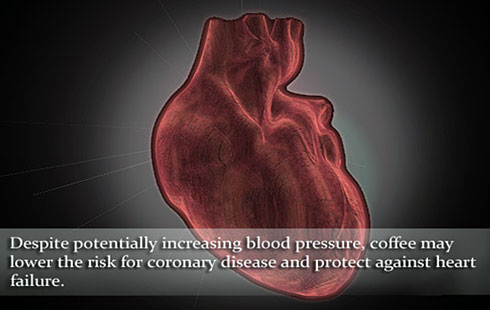 Despite potentially increasing blood pressure, coffee may
lower the risk for coronary disease and protect against heart
failure.